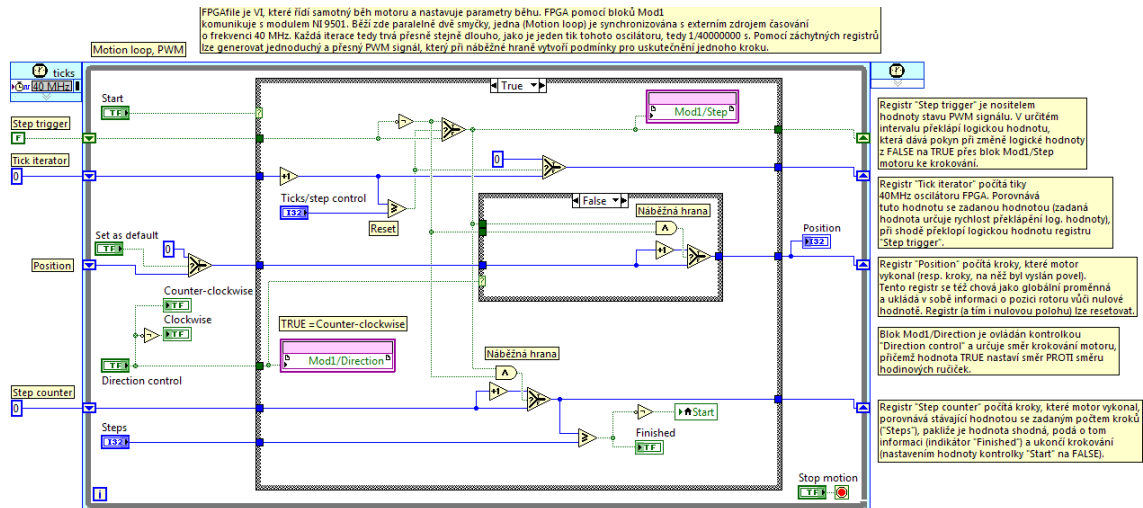 FPGAfile je VI, které řídí samotný běh motoru a nastavuje parametry běhu. FPGA pomocí bloků Mod1
komunikuje s modulem NI 9501. Běží zde paralelně dvě smyčky, jedna (Motion loop) je synchronizována s externím zdrojem časování
o frekvenci 40 MHz. Každá iterace tedy trvá přesně stejně dlouho, jako je jeden tik tohoto oscilátoru, tedy 1/40000000 s. Pomocí záchytných registrů
lze generovat jednoduchý a přesný PWM signál, který při náběžné hraně vytvoří podmínky pro uskutečnění jednoho kroku.
Motion loop, PWM
ticks
40 MHz
True
Start
TF
Mod1/Step
Step trigger
F
Tick iterator
0
+1
0
Ticks/step control
I32
≥
Reset
False
Náběžná hrana
∧
+1
Set as default
TF
0
Position
Position
I32
Counter-clockwise
TF
Clockwise
TF
TRUE = Counter-clockwise
Mod1/Direction
TF
Direction control
Náběžná hrana
∧
+1
Step counter
0
Steps
I32
≥
Start
Finished
TF
Stop motion
TF
i
Registr "Step trigger" je nositelem
hodnoty stavu PWM signálu. V určitém
intervalu překlápí logickou hodnotu,
která dává pokyn při změně logické hodnoty
z FALSE na TRUE přes blok Mod1/Step
motoru ke krokování.
Registr "Tick iterator" počítá tiky
40MHz oscilátoru FPGA. Porovnává
tuto hodnotu se zadanou hodnotou (zadaná
hodnota určuje rychlost překlápění log. hodnoty),
při shodě překlopí logickou hodnotu registru
"Step trigger".
Registr "Position" počítá kroky, které motor
vykonal (resp. kroky, na něž byl vyslán povel).
Tento registr se též chová jako globální proměnná
a ukládá v sobě informaci o pozici rotoru vůči nulové
hodnotě. Registr (a tím i nulovou polohu) lze resetovat.
Blok Mod1/Direction je ovládán kontrolkou
"Direction control" a určuje směr krokování motoru,
přičemž hodnota TRUE nastaví směr PROTI směru
hodinových ručiček.
Registr "Step counter" počítá kroky, které motor vykonal,
porovnává stávající hodnotou se zadaným počtem kroků
("Steps"), pakliže je hodnota shodná, podá o tom
informaci (indikátor "Finished") a ukončí krokování
(nastavením hodnoty kontrolky "Start" na FALSE).